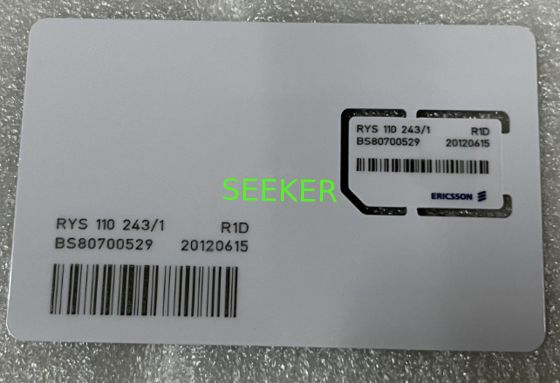 RYS 110 243/1 R1D
BS80700529 20120615
ERICSSON
SEEKER
RYS 110 243/1 R1D
BS80700529 20120615